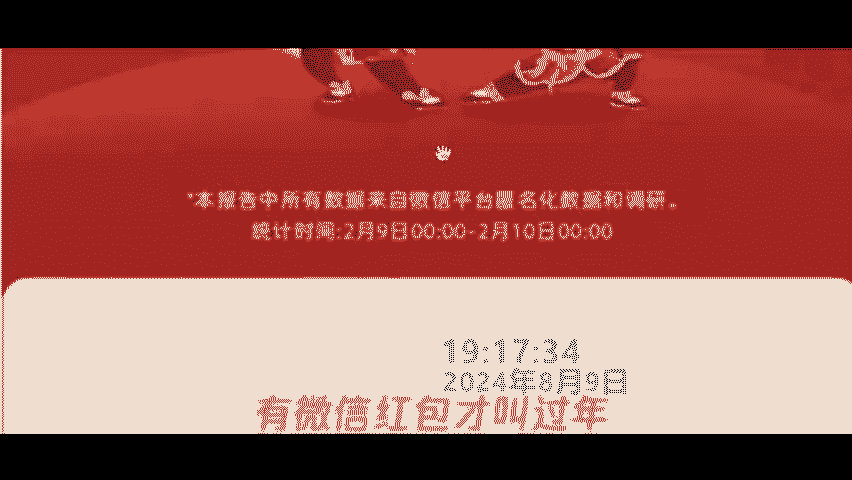 *本报告中所有数据来自微信平台匿名化数据和调研。
统计时间:2月9日00:00-2月10日00:00
19:17:34
2024年8月9日
有微信红包才叫过年